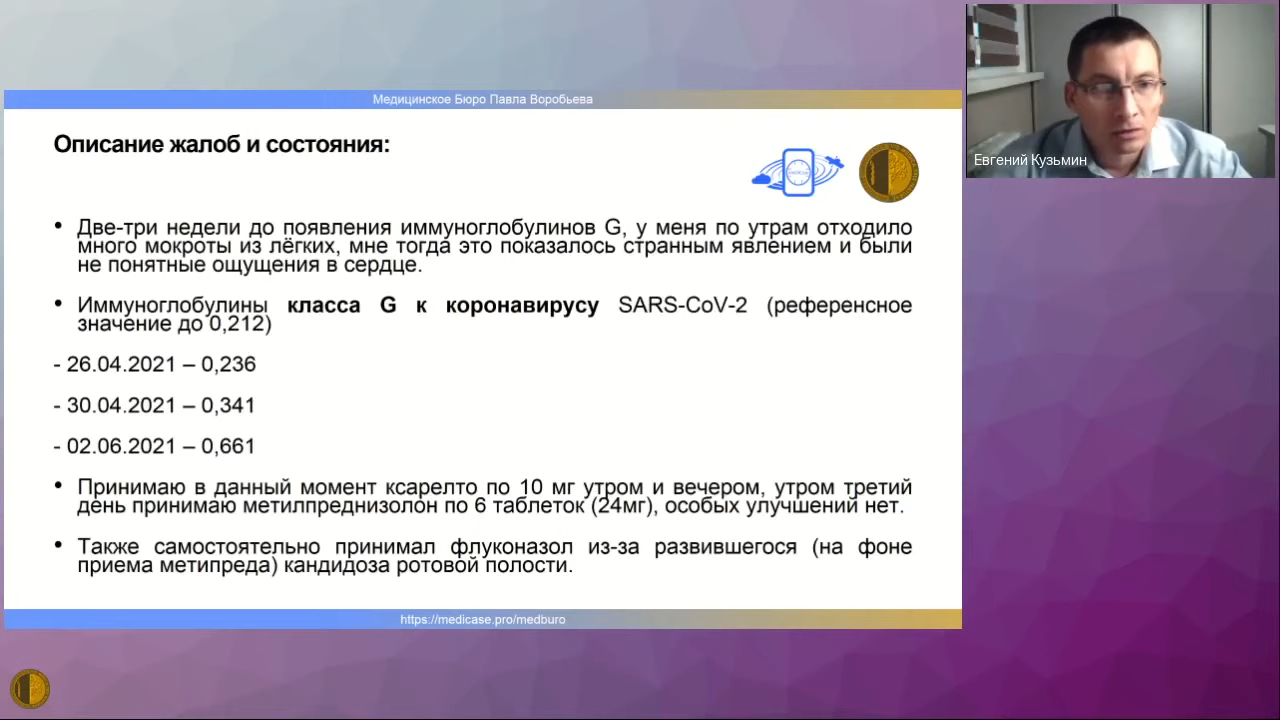 Медицинское Бюро Павла Воробьева
Описание жалоб и состояния:
• Две-три недели до появления иммуноглобулинов G, у меня по утрам отходило
много мокроты из лёгких, мне тогда это показалось странным явлением и были
не понятные ощущения в сердце.
• Иммуноглобулины класса G к коронавирусу SARS-CoV-2 (референсное
значение до 0,212)
- 26.04.2021 – 0,236
- 30.04.2021 – 0,341
- 02.06.2021 – 0,661
• Принимаю в данный момент ксарелто по 10 мг утром и вечером, утром третий
день принимаю метилпреднизолон по 6 таблеток (24мг), особых улучшений нет.
• Также самостоятельно принимал флуконазол из-за развившегося (на фоне
приема метипреда) кандидоза ротовой полости.
https://medicase.pro/medburo
Евгений Кузьмин